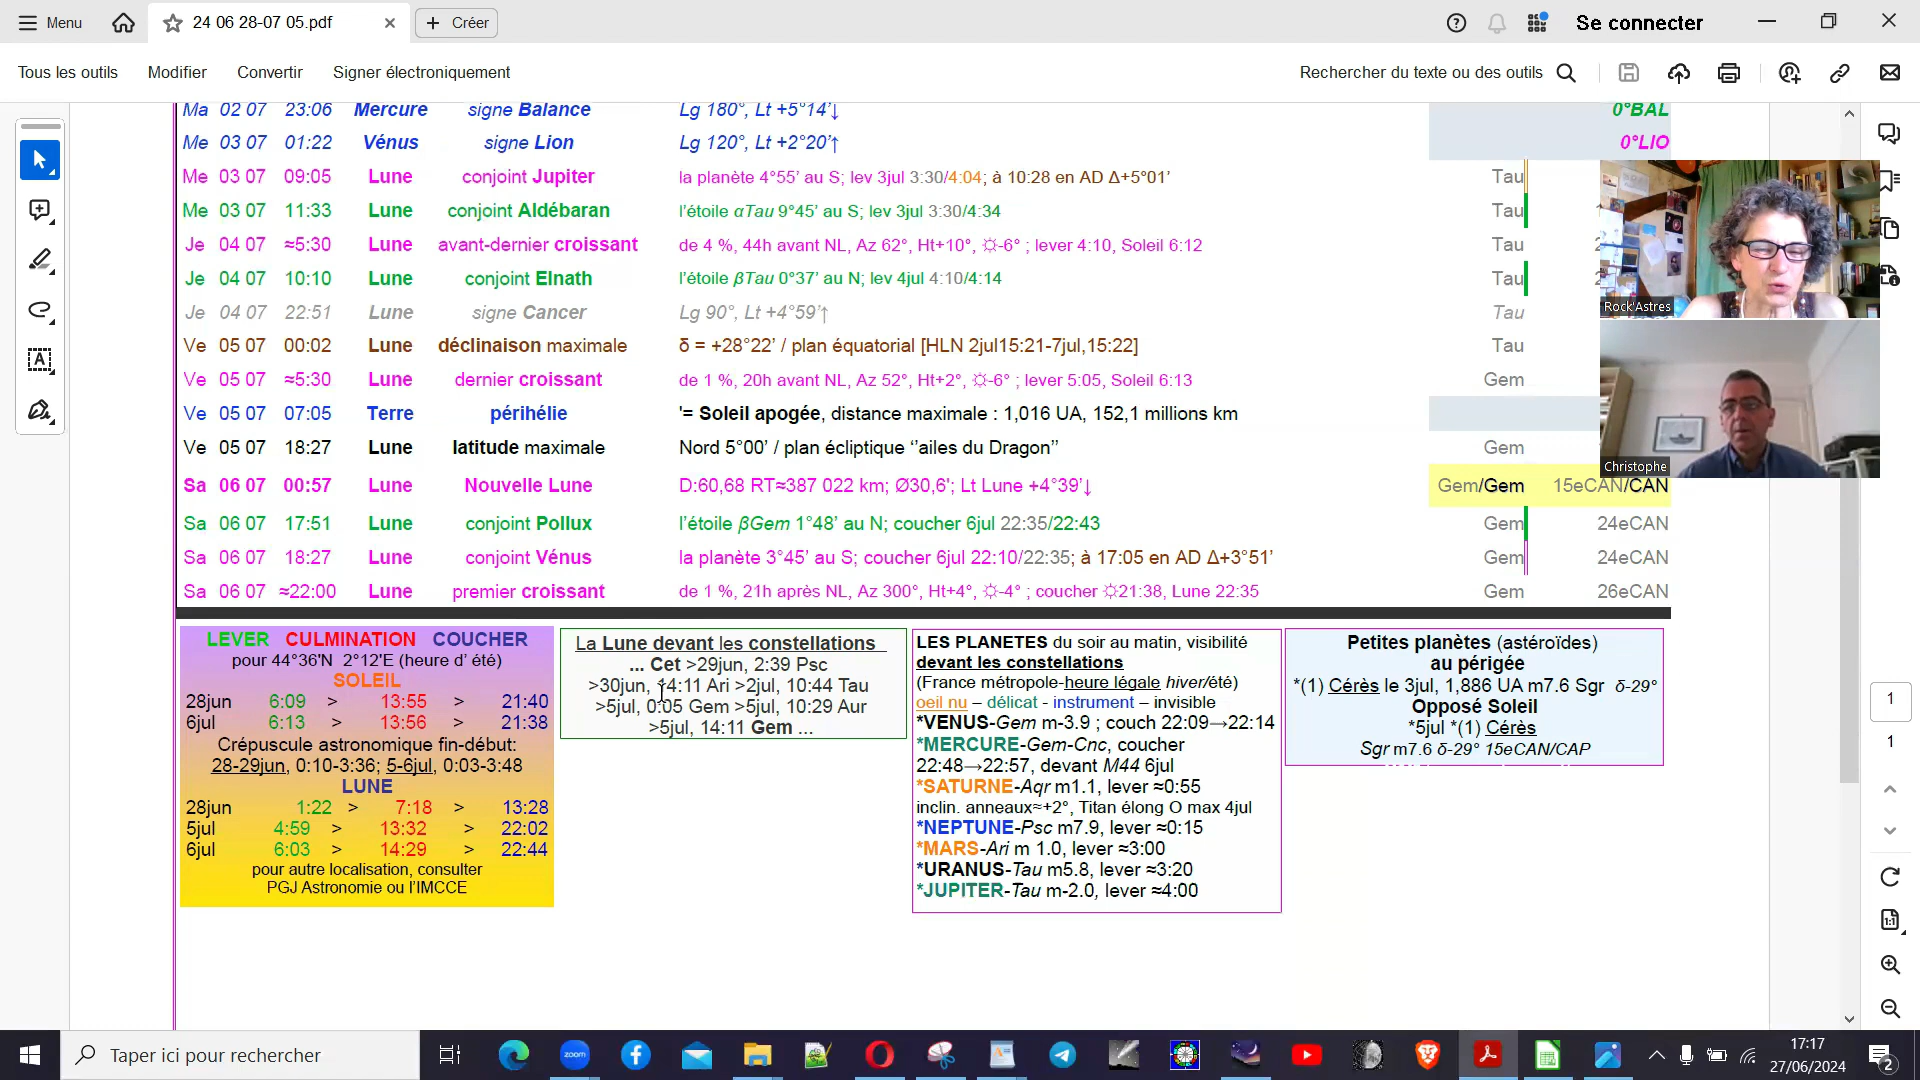 Menu
24 06 28-07 05.pdf
Créer
Se connecter
Tous les outils Modifier Convertir Signer électroniquement
Rechercher du texte ou des outils
Ma 02 07 23:06 Mercure signe Balance Lg 180°, Lt +5°14'↓ 0°BAL
Me 03 07 01:22 Vénus signe Lion Lg 120°, Lt +2°20'↑ 0°LIO
Me 03 07 09:05 Lune conjoint Jupiter la planète 4°55' au S; lev 3jul 3:30/4:04; à 10:28 en AD Δ+5°01' Tau
Me 03 07 11:33 Lune conjoint Aldébaran l'étoile αTau 9°45' au S; lev 3jul 3:30/4:34 Tau
Je 04 07 ≈5:30 Lune avant-dernier croissant de 4 %, 44h avant NL, Az 62°, Ht+10°, ☼-6° ; lever 4:10, Soleil 6:12 Tau
Je 04 07 10:10 Lune conjoint Elnath l'étoile βTau 0°37' au N; lev 4jul 4:10/4:14 Tau
Je 04 07 22:51 Lune signe Cancer Lg 90°, Lt +4°59'↑ Tau
Ve 05 07 00:02 Lune déclinaison maximale δ = +28°22' / plan équatorial [HLN 2jul15:21-7jul,15:22] Tau
Ve 05 07 ≈5:30 Lune dernier croissant de 1 %, 20h avant NL, Az 52°, Ht+2°, ☼-6° ; lever 5:05, Soleil 6:13 Gem
Ve 05 07 07:05 Terre périhélie '= Soleil apogée, distance maximale : 1,016 UA, 152,1 millions km
Ve 05 07 18:27 Lune latitude maximale Nord 5°00' / plan écliptique ‘’ailes du Dragon’’ Gem
Sa 06 07 00:57 Lune Nouvelle Lune D:60,68 RT≈387 022 km; Ø30,6'; Lt Lune +4°39'↓ Gem/Gem 15eCAN/CAN
Sa 06 07 17:51 Lune conjoint Pollux l'étoile βGem 1°48' au N; coucher 6jul 22:35/22:43 Gem 24eCAN
Sa 06 07 18:27 Lune conjoint Vénus la planète 3°45' au S; coucher 6jul 22:10/22:35; à 17:05 en AD Δ+3°51' Gem 24eCAN
Sa 06 07 ≈22:00 Lune premier croissant de 1 %, 21h après NL, Az 300°, Ht+4°, ☼-4° ; coucher ☼21:38, Lune 22:35 Gem 26eCAN
Rock'Astres
Christophe
LEVER CULMINATION COUCHER
pour 44°36'N 2°12'E (heure d' été)
SOLEIL
28jun 6:09 > 13:55 > 21:40
6jul 6:13 > 13:56 > 21:38
Crépuscule astronomique fin-début:
28-29jun, 0:10-3:36; 5-6jul, 0:03-3:48
LUNE
28jun 1:22 > 7:18 > 13:28
5jul 4:59 > 13:32 > 22:02
6jul 6:03 > 14:29 > 22:44
pour autre localisation, consulter
PGJ Astronomie ou l'IMCCE
La Lune devant les constellations
... Cet >29jun, 2:39 Psc
>30jun, 14:11 Ari >2jul, 10:44 Tau
>5jul, 0:05 Gem >5jul, 10:29 Aur
>5jul, 14:11 Gem ...
LES PLANETES du soir au matin, visibilité
devant les constellations
(France métropole-heure légale hiver/été)
oeil nu – délicat - instrument – invisible
*VENUS-Gem m-3.9 ; couch 22:09→22:14
*MERCURE-Gem-Cnc, coucher
22:48→22:57, devant M44 6jul
*SATURNE-Aqr m1.1, lever ≈0:55
inclin. anneaux≈+2°, Titan élong O max 4jul
*NEPTUNE-Psc m7.9, lever ≈0:15
*MARS-Ari m 1.0, lever ≈3:00
*URANUS-Tau m5.8, lever ≈3:20
*JUPITER-Tau m-2.0, lever ≈4:00
Petites planètes (astéroïdes)
au périgée
*(1) Cérès le 3jul, 1,886 UA m7.6 Sgr δ-29°
Opposé Soleil
*5jul *(1) Cérès
Sgr m7.6 δ-29° 15eCAN/CAP
1
1
Taper ici pour rechercher
zoom
17:17
27/06/2024
2